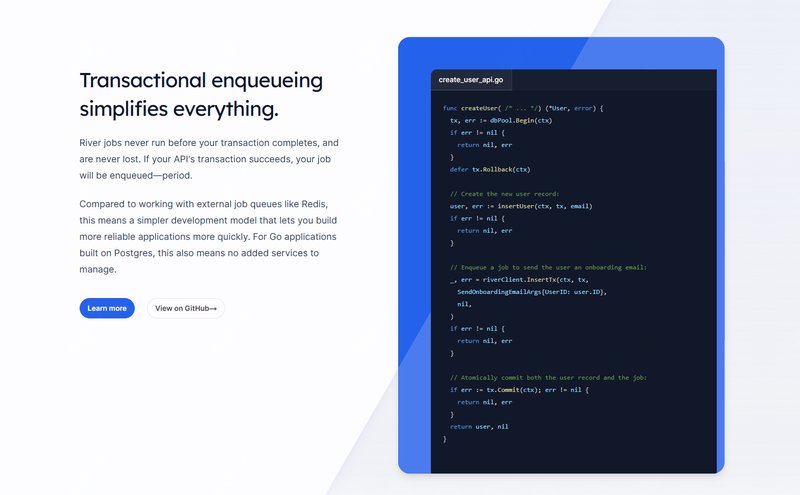 Transactional enqueueing
simplifies everything.
River jobs never run before your transaction completes, and
are never lost. If your API's transaction succeeds, your job
will be enqueued—period.
Compared to working with external job queues like Redis,
this means a simpler development model that lets you build
more reliable applications more quickly. For Go applications
built on Postgres, this also means no added services to
manage.
Learn more
View on GitHub→
create_user_api.go
func createUser( /* ... */) (*User, error) {
  tx, err := dbPool.Begin(ctx)
  if err != nil {
    return nil, err
  }
  defer tx.Rollback(ctx)

  // Create the new user record:
  user, err := insertUser(ctx, tx, email)
  if err != nil {
    return nil, err
  }

  // Enqueue a job to send the user an onboarding email:
  _, err = riverClient.InsertTx(ctx, tx,
    SendOnboardingEmailArgs{UserID: user.ID},
    nil,
  )
  if err != nil {
    return nil, err
  }

  // Atomically commit both the user record and the job:
  if err := tx.Commit(ctx); err != nil {
    return nil, err
  }
  return user, nil
}